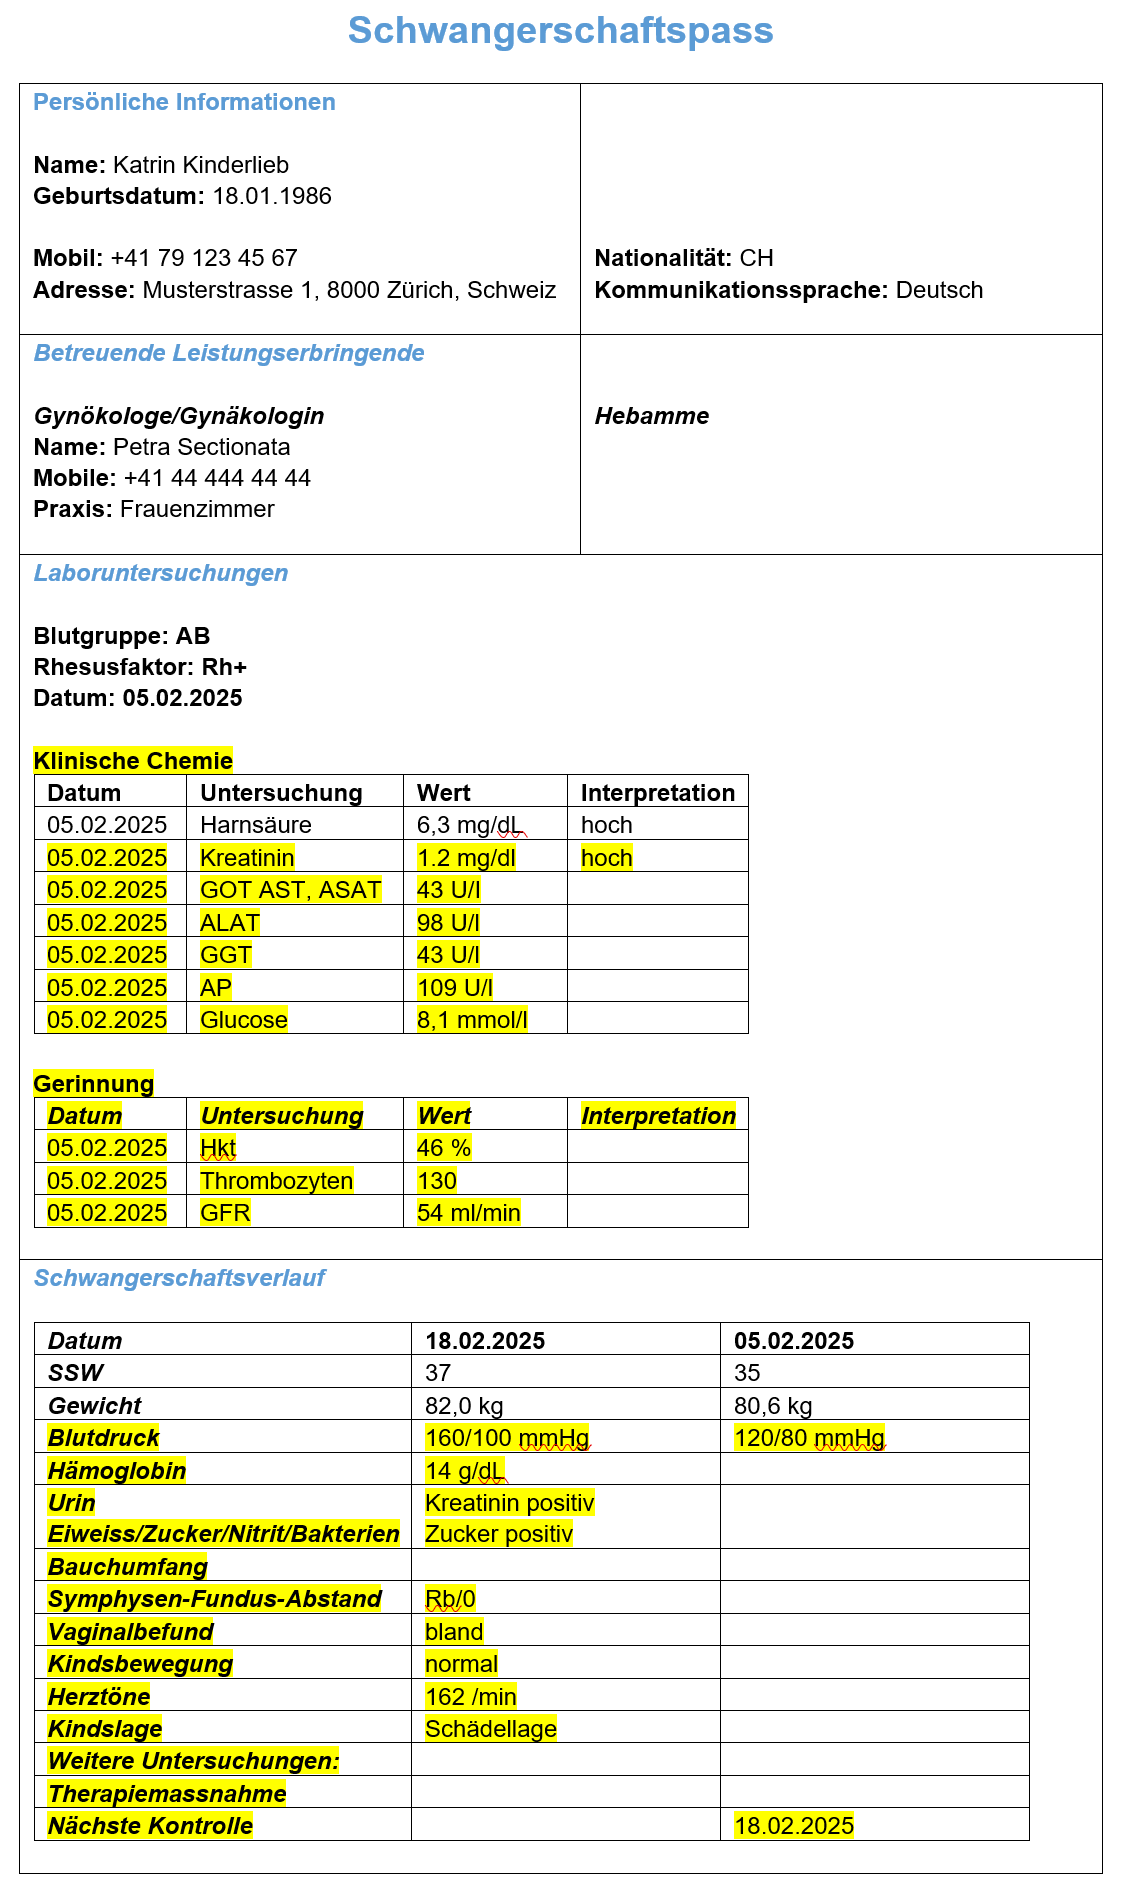 Schwangerschaftspass
Persönliche Informationen
Name: Katrin Kinderlieb
Geburtsdatum: 18.01.1986
Mobil: +41 79 123 45 67
Adresse: Musterstrasse 1, 8000 Zürich, Schweiz
Nationalität: CH
Kommunikationssprache: Deutsch
Betreuende Leistungserbringende
Gynökologe/Gynäkologin
Name: Petra Sectionata
Mobile: +41 44 444 44 44
Praxis: Frauenzimmer
Hebamme
Laboruntersuchungen
Blutgruppe: AB
Rhesusfaktor: Rh+
Datum: 05.02.2025
Klinische Chemie
Datum Untersuchung Wert Interpretation
05.02.2025 Harnsäure 6,3 mg/dL hoch
05.02.2025 Kreatinin 1.2 mg/dl hoch
05.02.2025 GOT AST, ASAT 43 U/l
05.02.2025 ALAT 98 U/l
05.02.2025 GGT 43 U/l
05.02.2025 AP 109 U/l
05.02.2025 Glucose 8,1 mmol/l
Gerinnung
Datum Untersuchung Wert Interpretation
05.02.2025 Hkt 46 %
05.02.2025 Thrombozyten 130
05.02.2025 GFR 54 ml/min
Schwangerschaftsverlauf
Datum 18.02.2025 05.02.2025
SSW 37 35
Gewicht 82,0 kg 80,6 kg
Blutdruck 160/100 mmHg 120/80 mmHg
Hämoglobin 14 g/dL
Urin Kreatinin positiv
Eiweiss/Zucker/Nitrit/Bakterien Zucker positiv
Bauchumfang
Symphysen-Fundus-Abstand Rb/0
Vaginalbefund bland
Kindsbewegung normal
Herztöne 162 /min
Kindslage Schädellage
Weitere Untersuchungen:
Therapiemassnahme
Nächste Kontrolle 18.02.2025